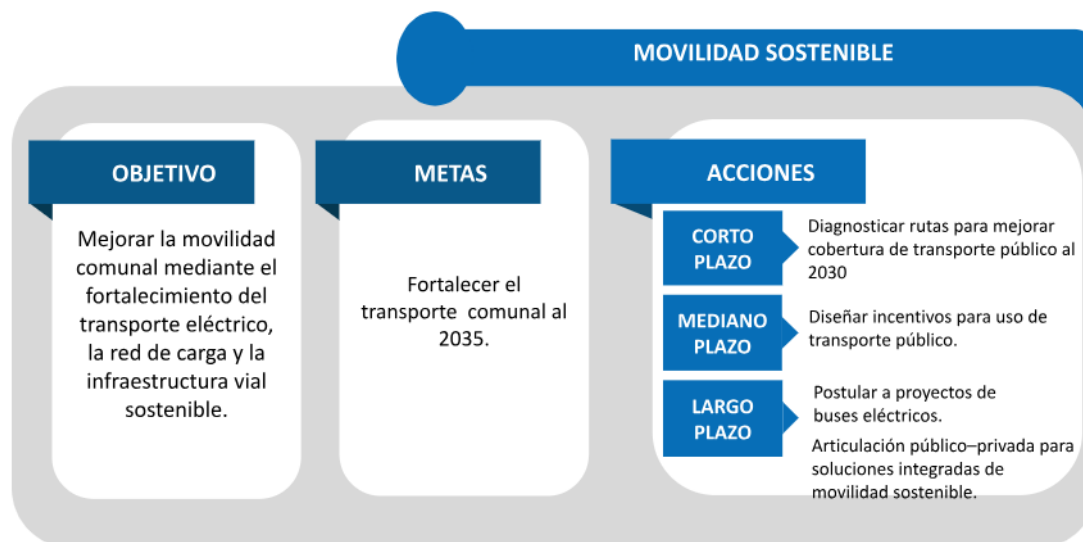 MOVILIDAD SOSTENIBLE
OBJETIVO
Mejorar la movilidad
comunal mediante el
fortalecimiento del
transporte eléctrico,
la red de carga y la
infraestructura vial
sostenible.
METAS
Fortalecer el
transporte comunal al
2035.
ACCIONES
CORTO
PLAZO
Diagnosticar rutas para mejorar
cobertura de transporte público al
2030
MEDIANO
PLAZO
Diseñar incentivos para uso de
transporte público.
LARGO
PLAZO
Postular a proyectos de
buses eléctricos.
Articulación público–privada para
soluciones integradas de
movilidad sostenible.